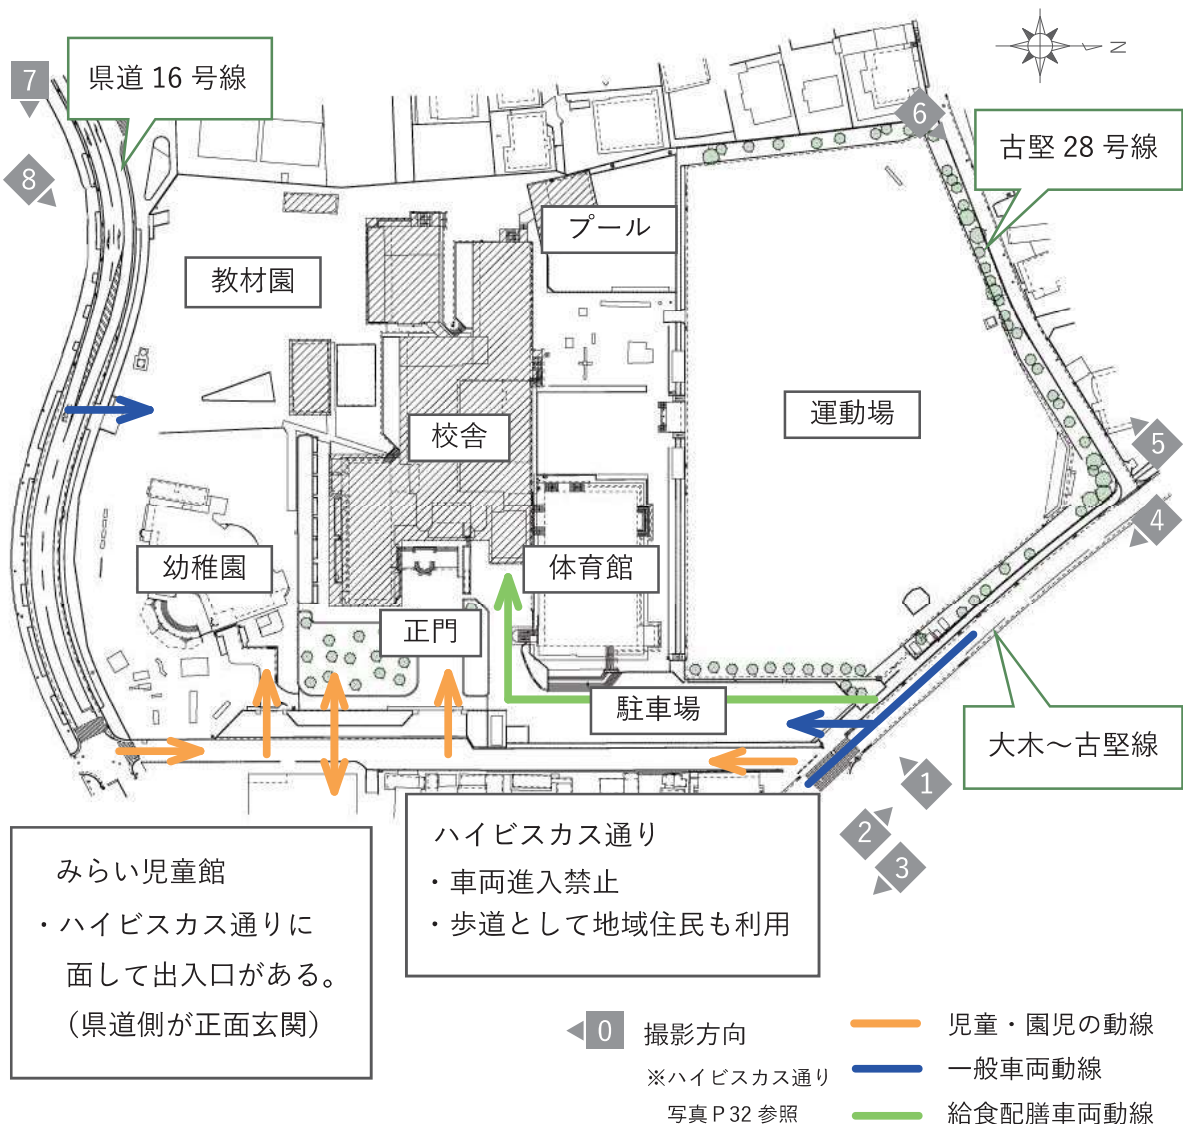 7
県道 16 号線
N
8
6
古堅 28 号線
プール
教材園
運動場
校舎
5
4
幼稚園
体育館
正門
駐車場
大木～古堅線
1
2
3
みらい児童館
・ハイビスカス通りに
面して出入口がある。
（県道側が正面玄関）
ハイビスカス通り
・車両進入禁止
・歩道として地域住民も利用
0 撮影方向
※ハイビスカス通り
写真Ｐ32 参照
児童・園児の動線
一般車両動線
給食配膳車両動線